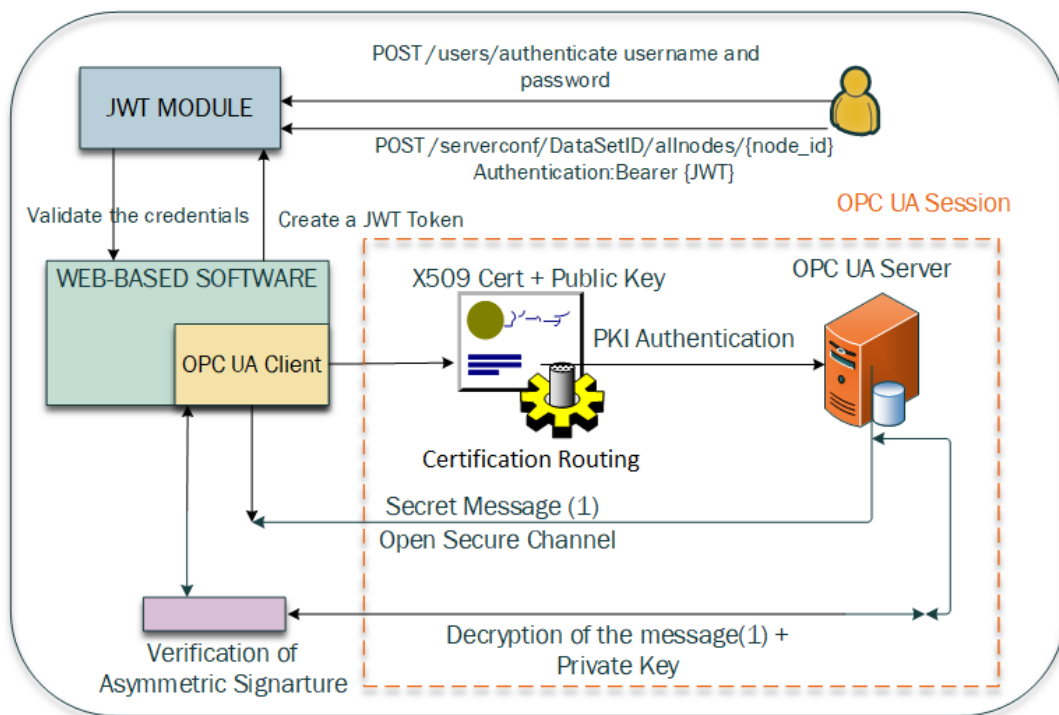 POST /users/authenticate username and
password
JWT MODULE
POST /serverconf/DataSetID/allnodes/{node_id}
Authentication:Bearer {JWT}
Validate the credentials
Create a JWT Token
OPC UA Session
WEB-BASED SOFTWARE
X509 Cert + Public Key
OPC UA Server
OPC UA Client
PKI Authentication
Certification Routing
Secret Message (1)
Open Secure Channel
Verification of
Asymmetric Signarture
Decryption of the message(1) +
Private Key